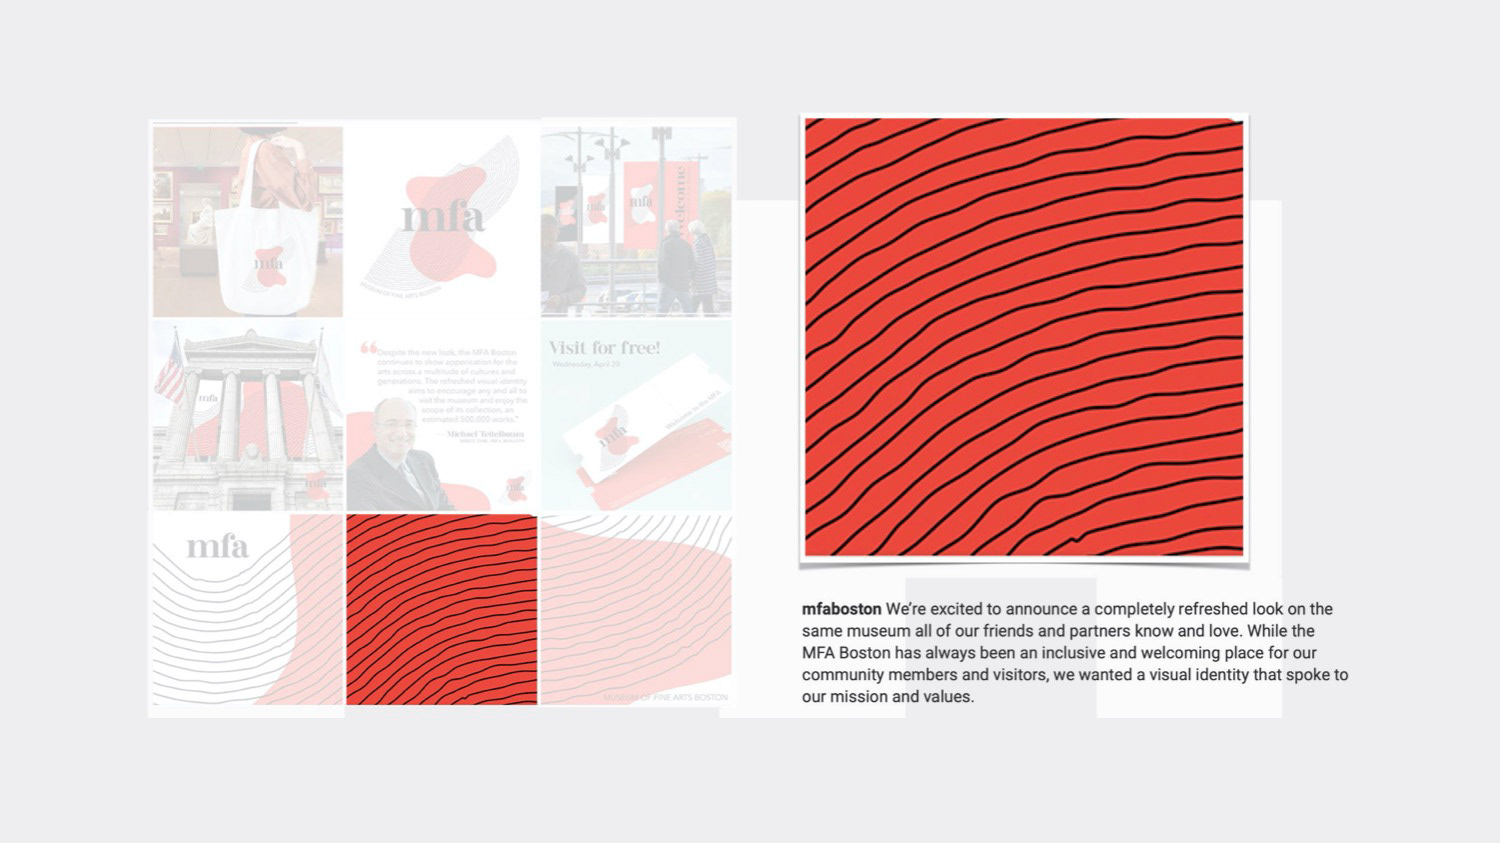 mfa
mfa
MUSEUM OF FINE ARTS BOSTON
mfa
mfa
welcome
mfa
mfa
Despite the new look, the MFA Boston
continues to show appreciation for the
arts across a multitude of cultures and
generations. The refreshed visual identity
aims to encourage any and all to
visit the museum and enjoy the
scope of its collection, an
estimated 500,000 works."
— Michael Teitelbaum
mfa
Visit for free!
Wednesday, April 20
Welcome to the MFA
mfa
mfa
MUSEUM OF FINE ARTS BOSTON
mfaboston We're excited to announce a completely refreshed look on the
same museum all of our friends and partners know and love. While the
MFA Boston has always been an inclusive and welcoming place for our
community members and visitors, we wanted a visual identity that spoke to
our mission and values.